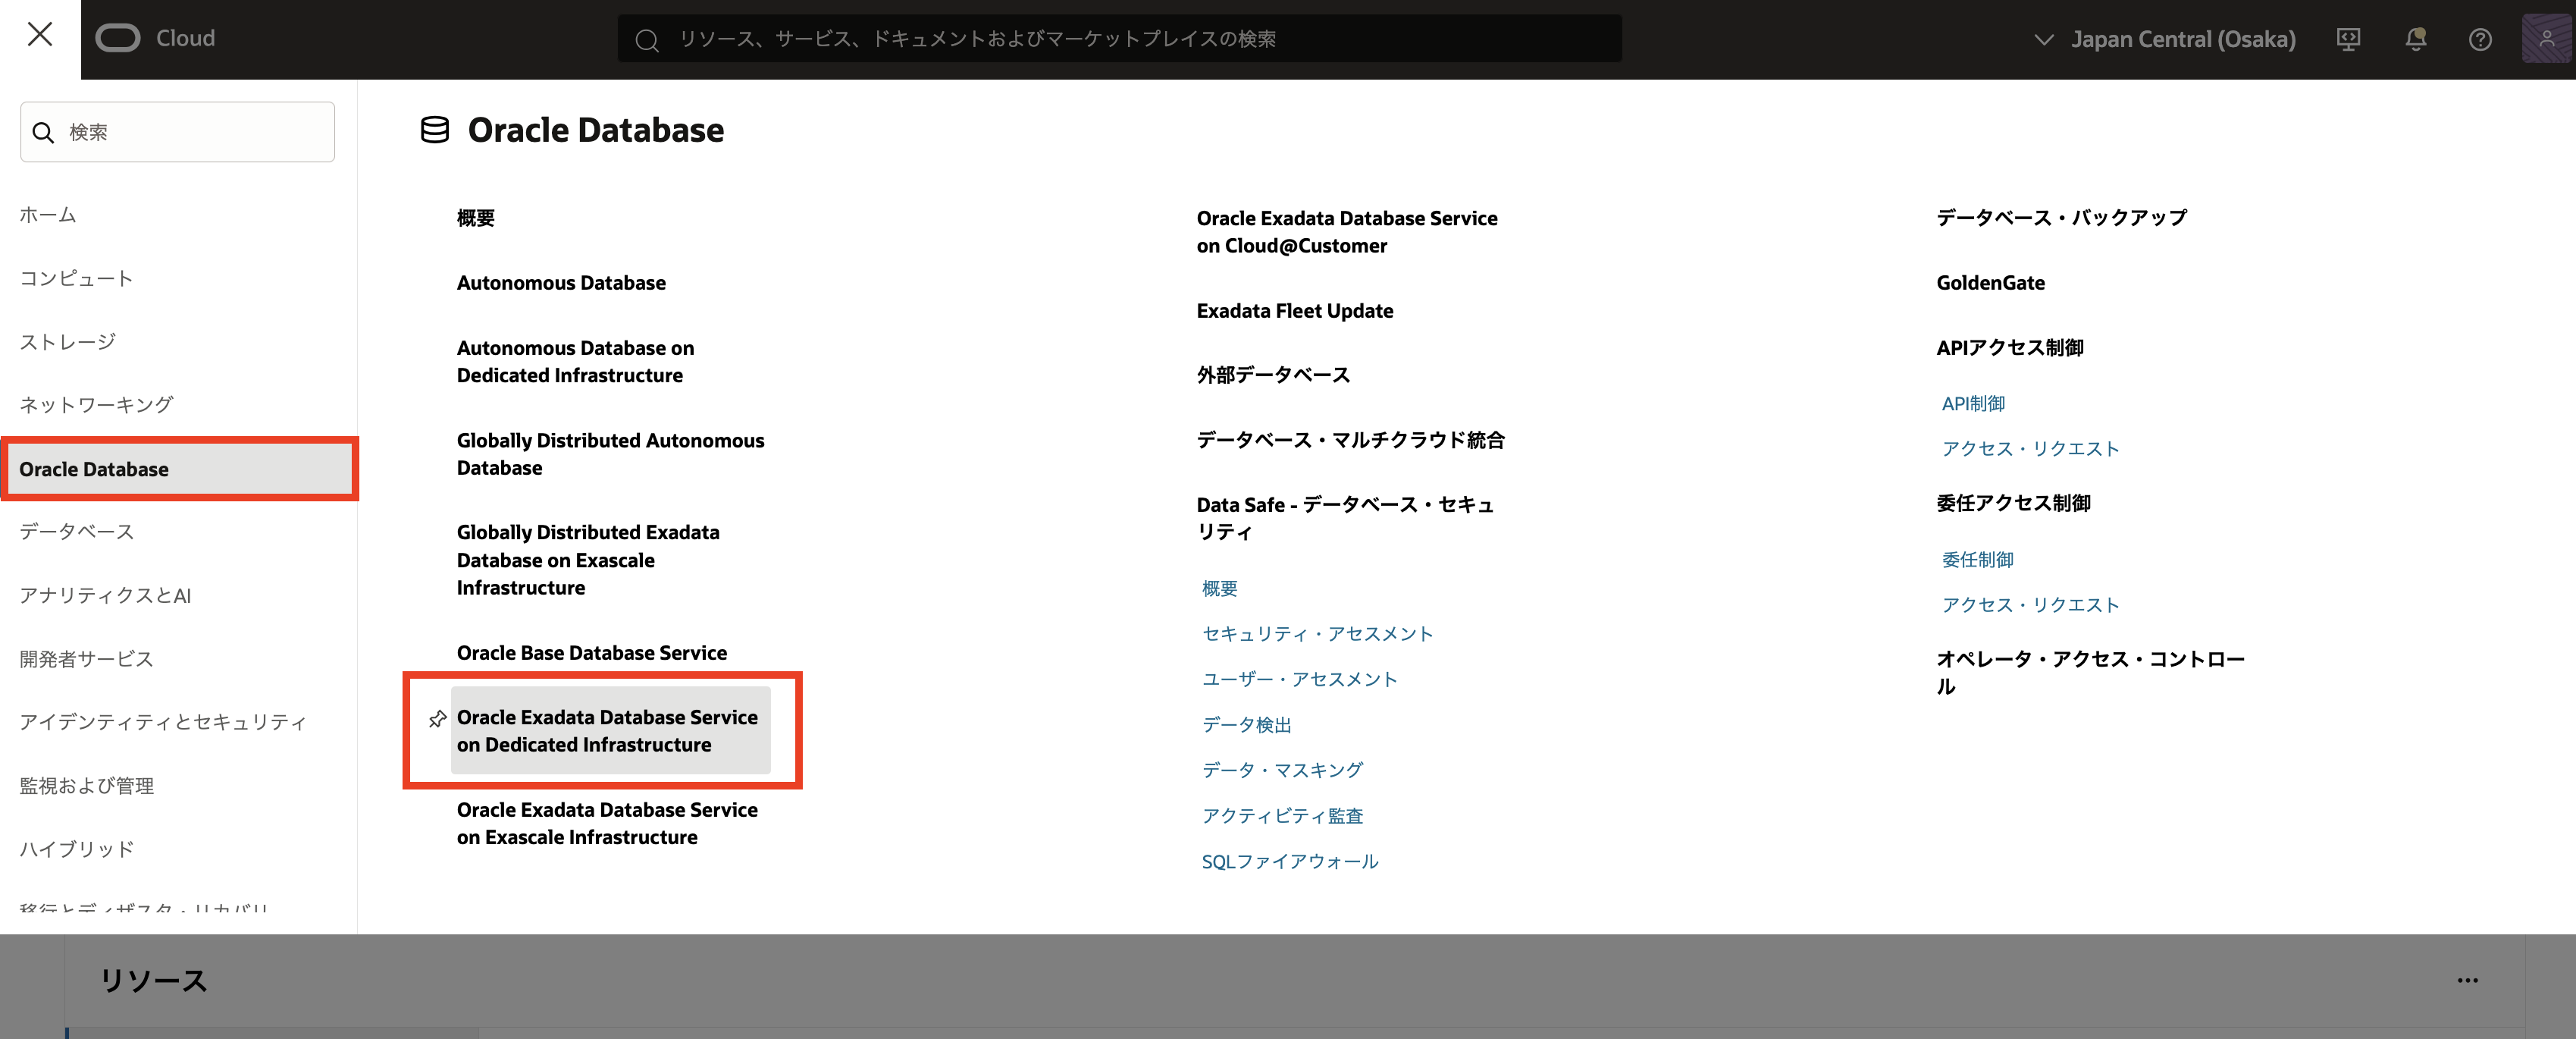 Cloud
リソース、サービス、ドキュメントおよびマーケットプレイスの検索
Japan Central (Osaka)
検索
ホーム
コンピュート
ストレージ
ネットワーキング
Oracle Database
データベース
アナリティクスとAI
開発者サービス
アイデンティティとセキュリティ
監視および管理
ハイブリッド
移行とディザスタ・リカバリ
Oracle Database
概要
Autonomous Database
Autonomous Database on
Dedicated Infrastructure
Globally Distributed Autonomous
Database
Globally Distributed Exadata
Database on Exascale
Infrastructure
Oracle Base Database Service
Oracle Exadata Database Service
on Dedicated Infrastructure
Oracle Exadata Database Service
on Exascale Infrastructure
Oracle Exadata Database Service
on Cloud@Customer
Exadata Fleet Update
外部データベース
データベース・マルチクラウド統合
Data Safe - データベース・セキュ
リティ
概要
セキュリティ・アセスメント
ユーザー・アセスメント
データ検出
データ・マスキング
アクティビティ監査
SQLファイアウォール
データベース・バックアップ
GoldenGate
APIアクセス制御
API制御
アクセス・リクエスト
委任アクセス制御
委任制御
アクセス・リクエスト
オペレータ・アクセス・コントロー
ル
リソース